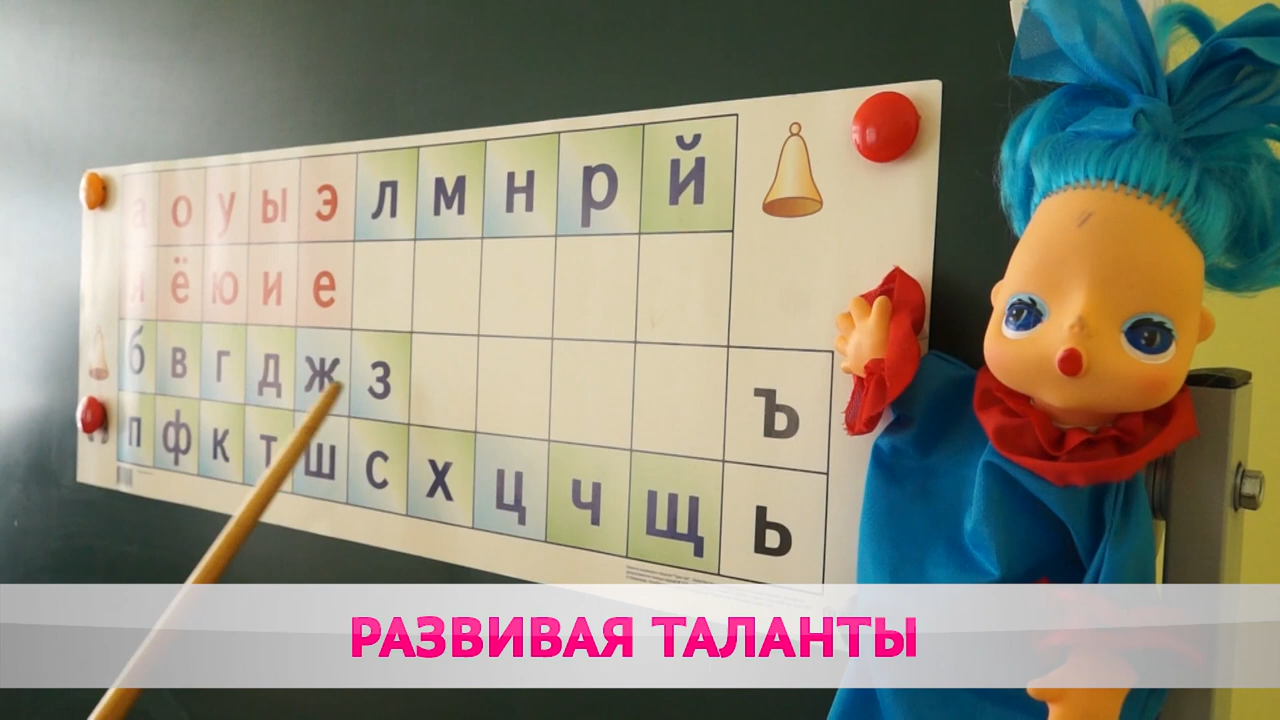 а о у ы э л м н р й
я ё ю и е
б в г д ж з ъ
п ф к т ш с х ц ч щ ь
РАЗВИВАЯ ТАЛАНТЫ